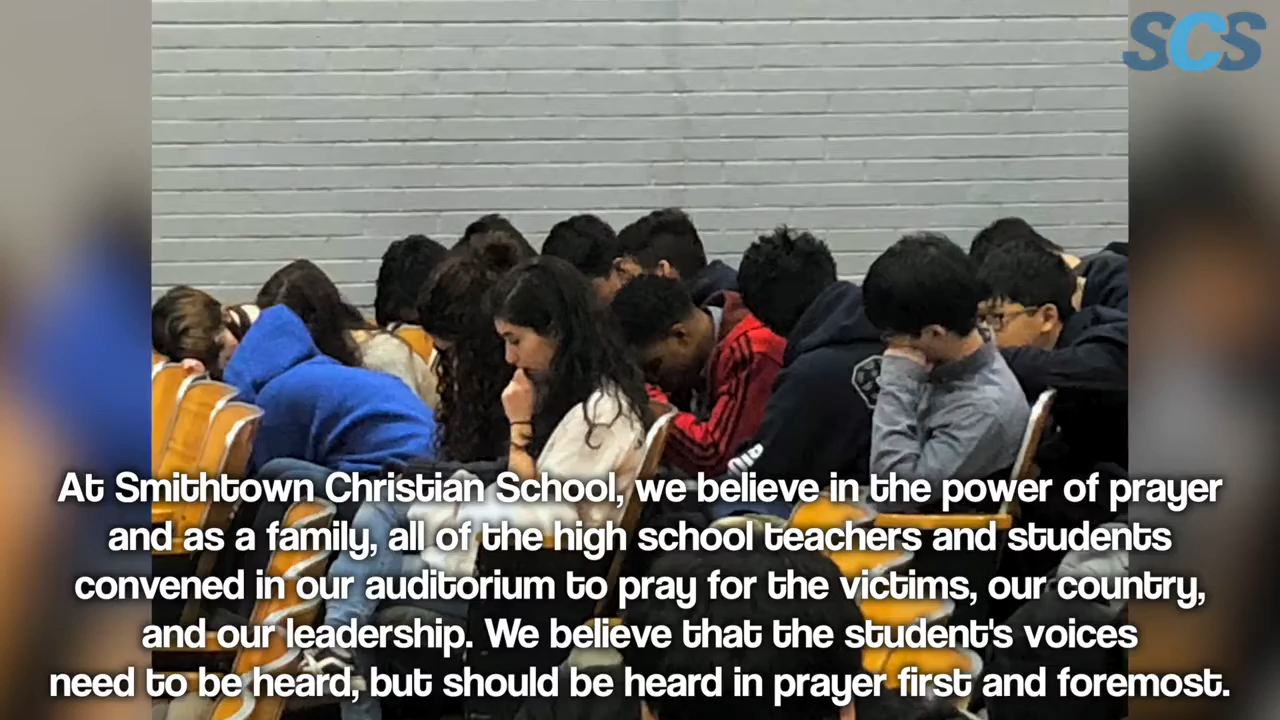 SCS
At Smithtown Christian School, we believe in the power of prayer
and as a family, all of the high school teachers and students
convened in our auditorium to pray for the victims, our country,
and our leadership. We believe that the student's voices
need to be heard, but should be heard in prayer first and foremost.